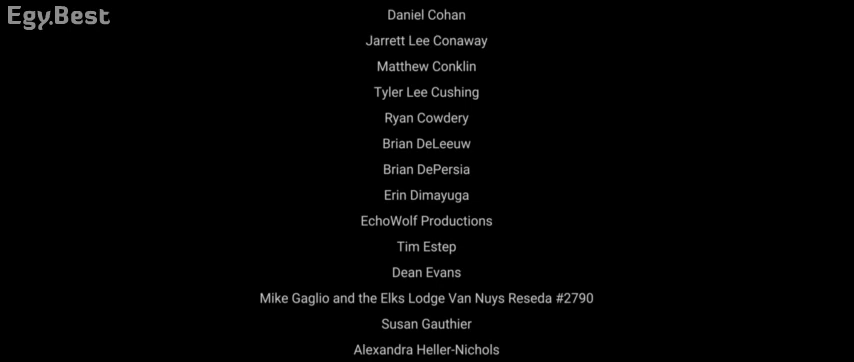 Egy.Best
Daniel Cohan
Jarrett Lee Conaway
Matthew Conklin
Tyler Lee Cushing
Ryan Cowdery
Brian DeLeeuw
Brian DePersia
Erin Dimayuga
EchoWolf Productions
Tim Estep
Dean Evans
Mike Gaglio and the Elks Lodge Van Nuys Reseda #2790
Susan Gauthier
Alexandra Heller-Nichols